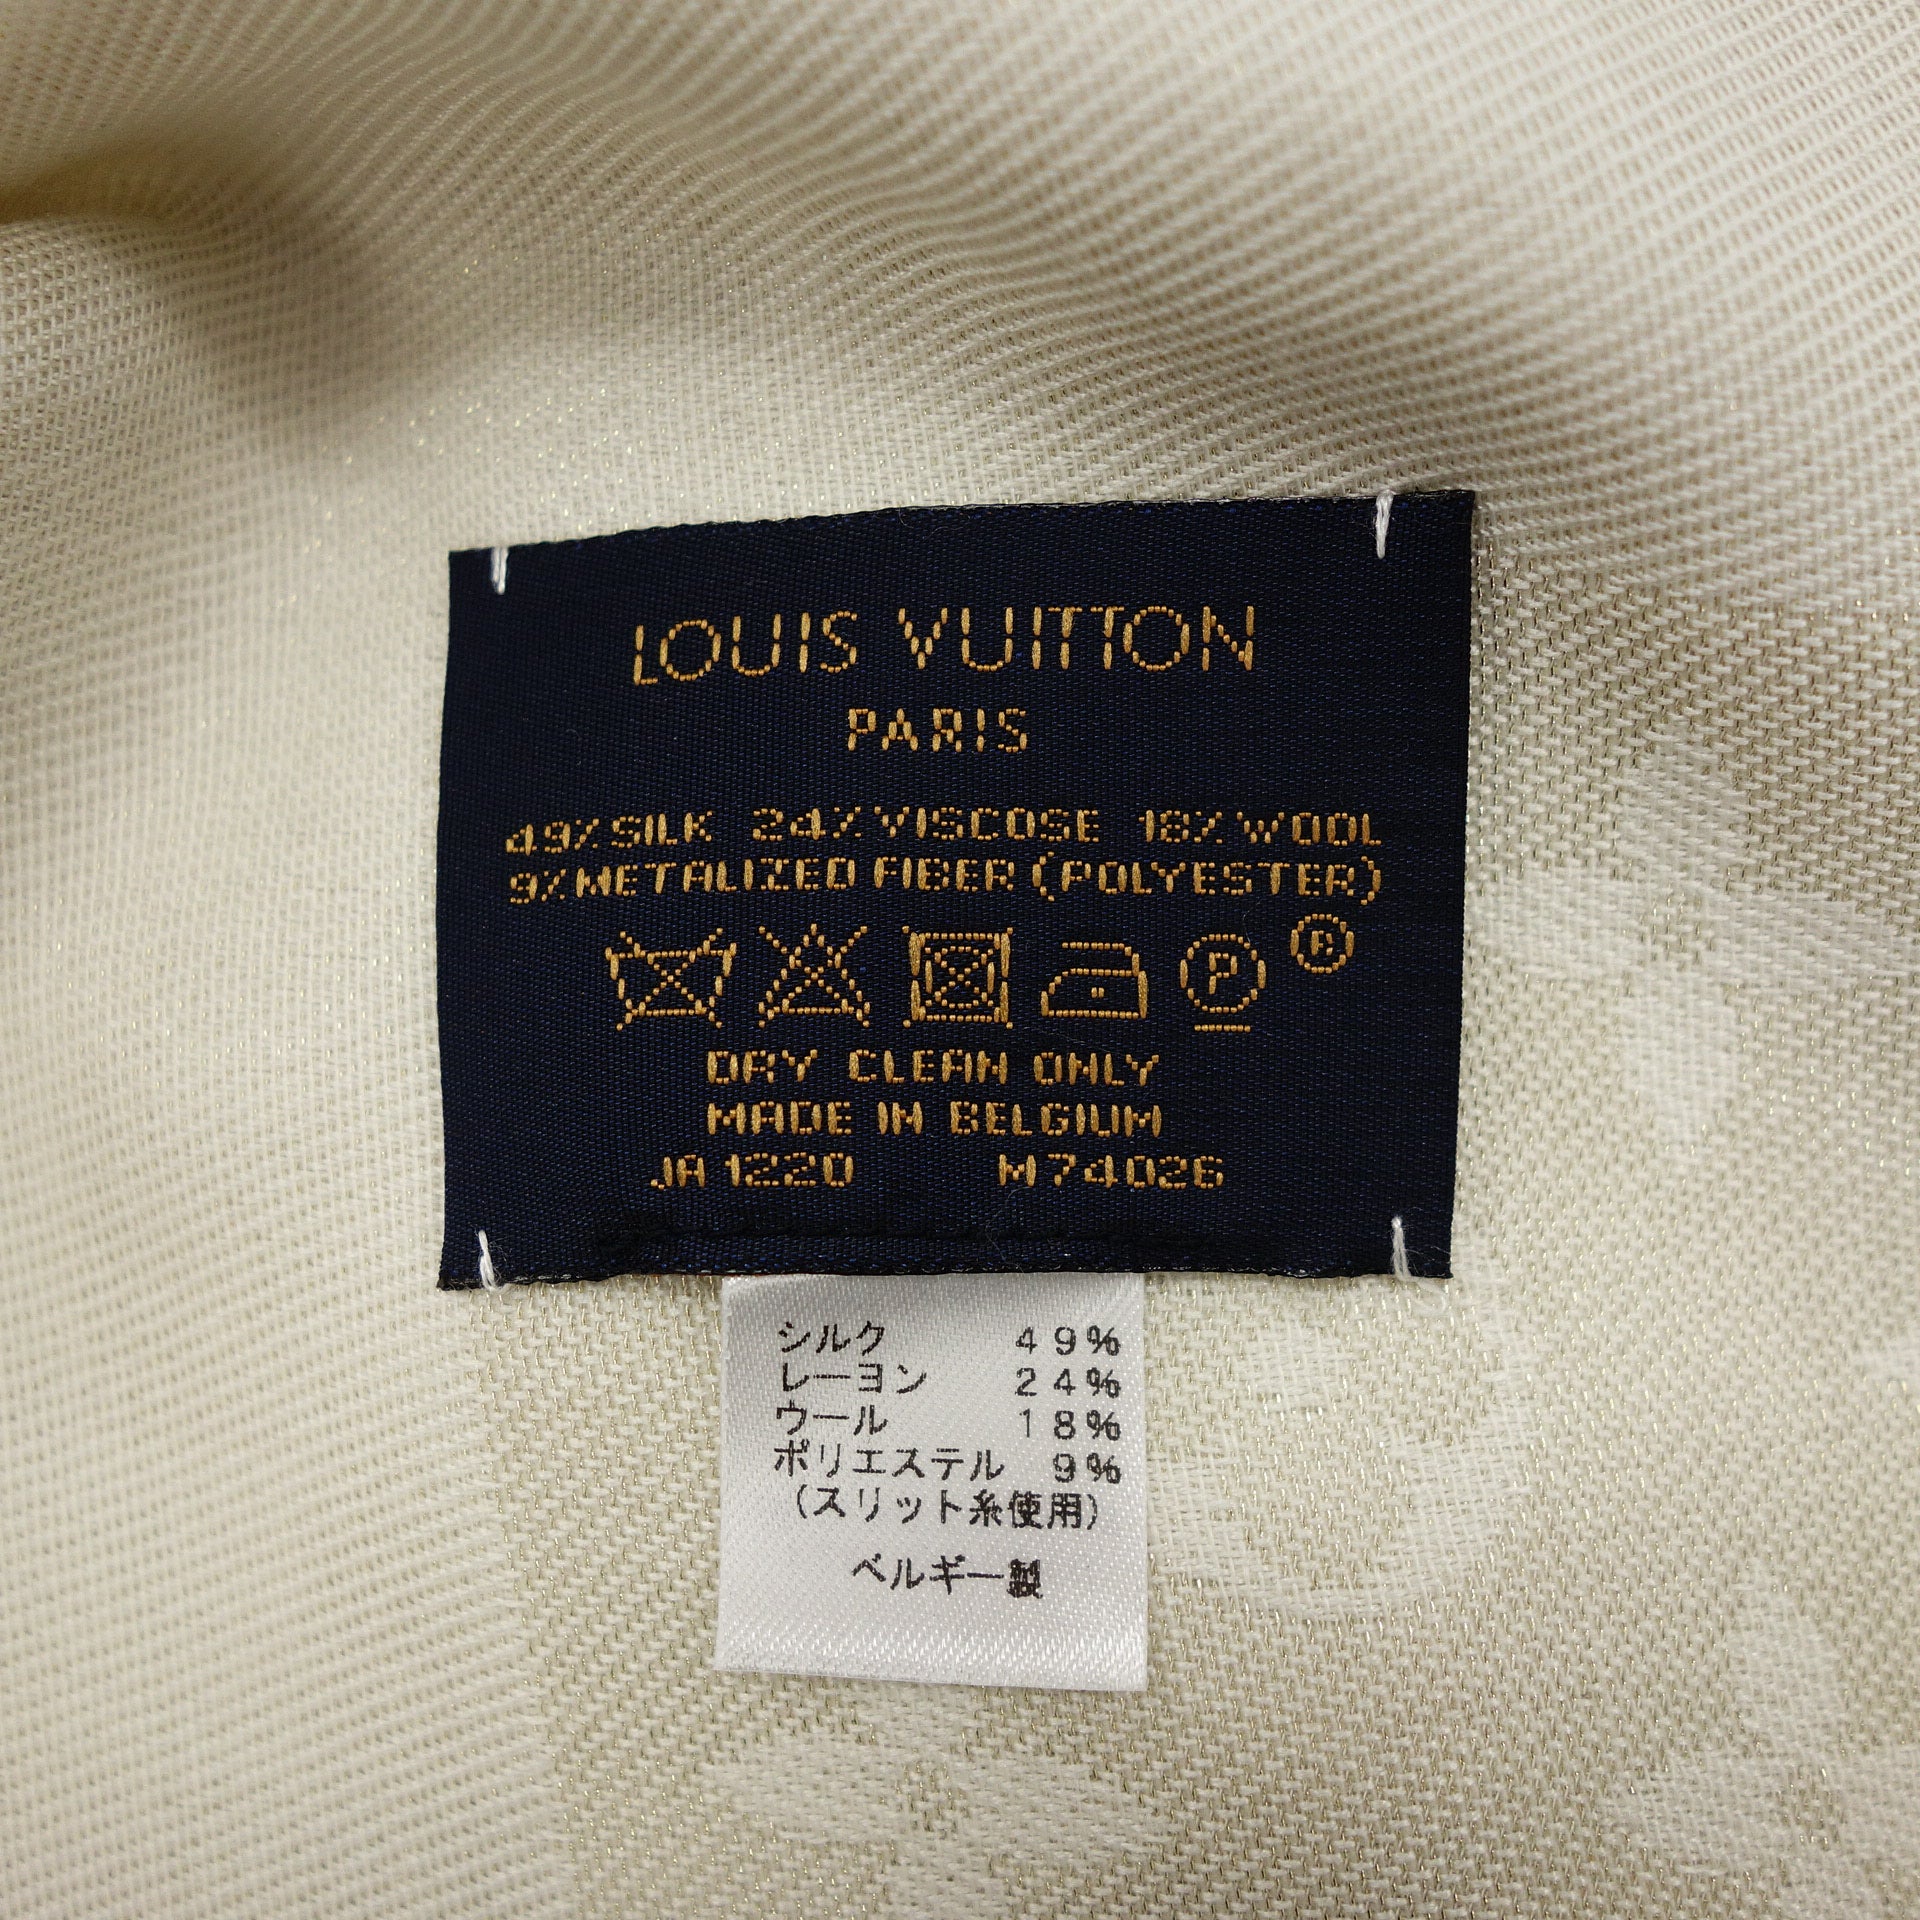 LOUIS VUITTON
PARIS
49% SILK 24% VISCOSE 18% WOOL
9% METALIZED FIBER (POLYESTER)
P ®
DRY CLEAN ONLY
MADE IN BELGIUM
JA 1220 M74026
シルク 49%
レーヨン 24%
ウール 18%
ポリエステル 9%
(スリット糸使用)
ベルギー製